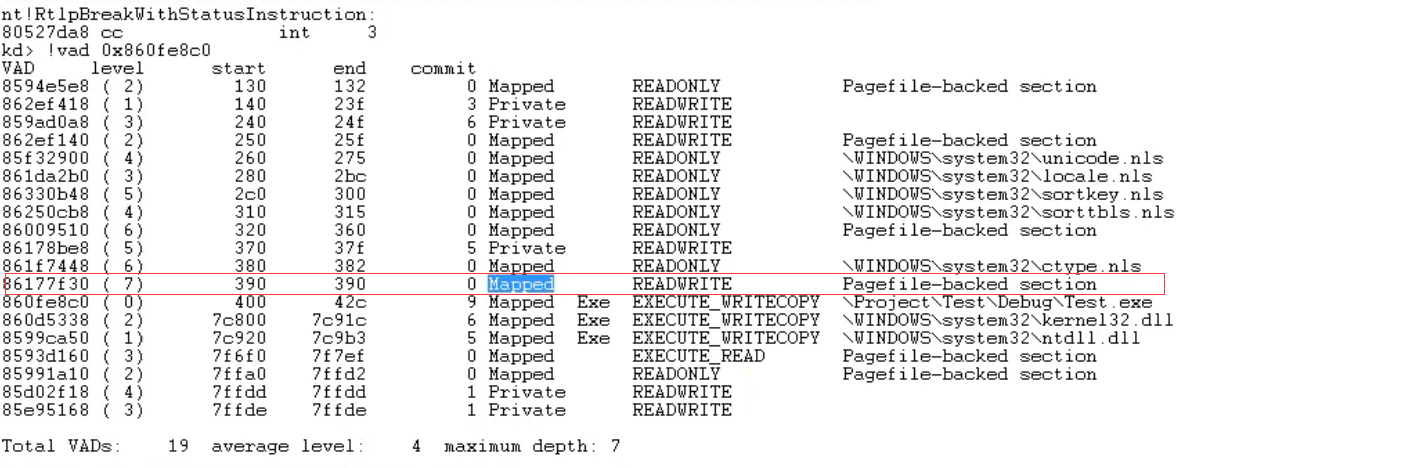 nt!RtlpBreakWithStatusInstruction:
80527da8 cc int 3
kd> !vad 0x860fe8c0
VAD level start end commit
8594e5e8 ( 2) 130 132 0 Mapped READONLY Pagefile-backed section
862ef418 ( 1) 140 23f 3 Private READWRITE
859ad0a8 ( 3) 240 24f 6 Private READWRITE
862ef140 ( 2) 250 25f 0 Mapped READWRITE Pagefile-backed section
85f32900 ( 4) 260 275 0 Mapped READONLY \WINDOWS\system32\unicode.nls
861da2b0 ( 3) 280 2bc 0 Mapped READONLY \WINDOWS\system32\locale.nls
86330b48 ( 5) 2c0 300 0 Mapped READONLY \WINDOWS\system32\sortkey.nls
86250cb8 ( 4) 310 315 0 Mapped READONLY \WINDOWS\system32\sorttbls.nls
86009510 ( 6) 320 360 0 Mapped READONLY Pagefile-backed section
86178be8 ( 5) 370 37f 5 Private READWRITE
861f7448 ( 6) 380 382 0 Mapped READONLY \WINDOWS\system32\ctype.nls
86177f30 ( 7) 390 390 0 Mapped READWRITE Pagefile-backed section
860fe8c0 ( 0) 400 42c 9 Mapped Exe EXECUTE_WRITECOPY \Project\Test\Debug\Test.exe
860d5338 ( 2) 7c800 7c91c 6 Mapped Exe EXECUTE_WRITECOPY \WINDOWS\system32\kernel32.dll
8599ca50 ( 1) 7c920 7c9b3 5 Mapped Exe EXECUTE_WRITECOPY \WINDOWS\system32\ntdll.dll
8593d160 ( 3) 7f6f0 7f7ef 0 Mapped EXECUTE_READ Pagefile-backed section
85991a10 ( 2) 7ffa0 7ffd2 0 Mapped READONLY Pagefile-backed section
85d02f18 ( 4) 7ffdd 7ffdd 1 Private READWRITE
85e95168 ( 3) 7ffde 7ffde 1 Private READWRITE
Total VADs: 19 average level: 4 maximum depth: 7